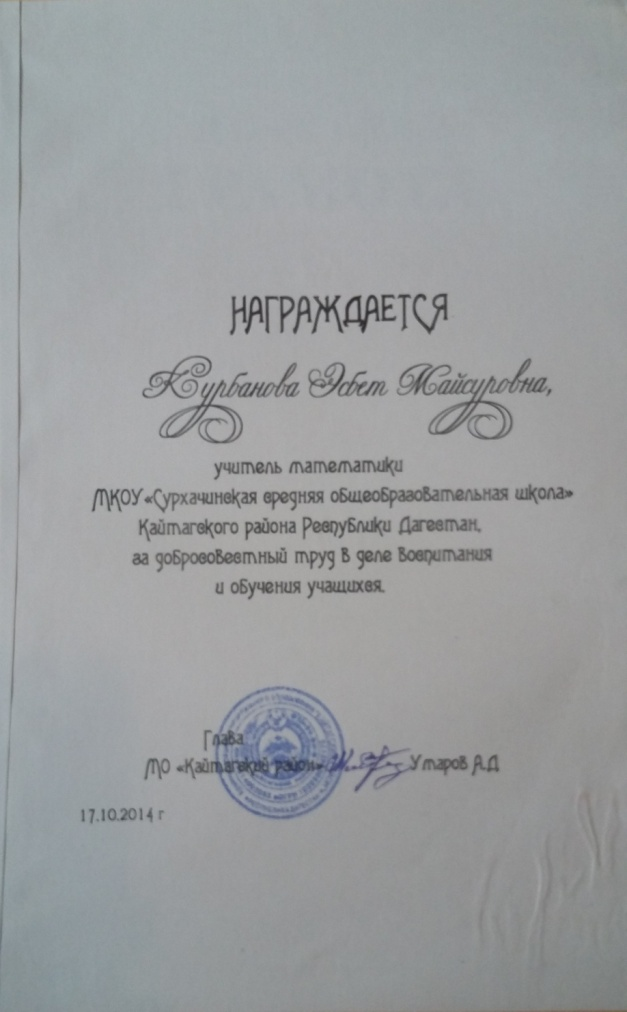 НАГРАЖДАЕТСЯ
Курбанова Эсбет Майсуровна,
учитель математики
МКОУ «Сурхачинская средняя общеобразовательная школа»
Кайтагского района Республики Дагестан,
за добросовестный труд в деле воспитания
и обучения учащихся.
Глава
МО «Кайтагский район» Умаров А.Д
17.10.2014 г